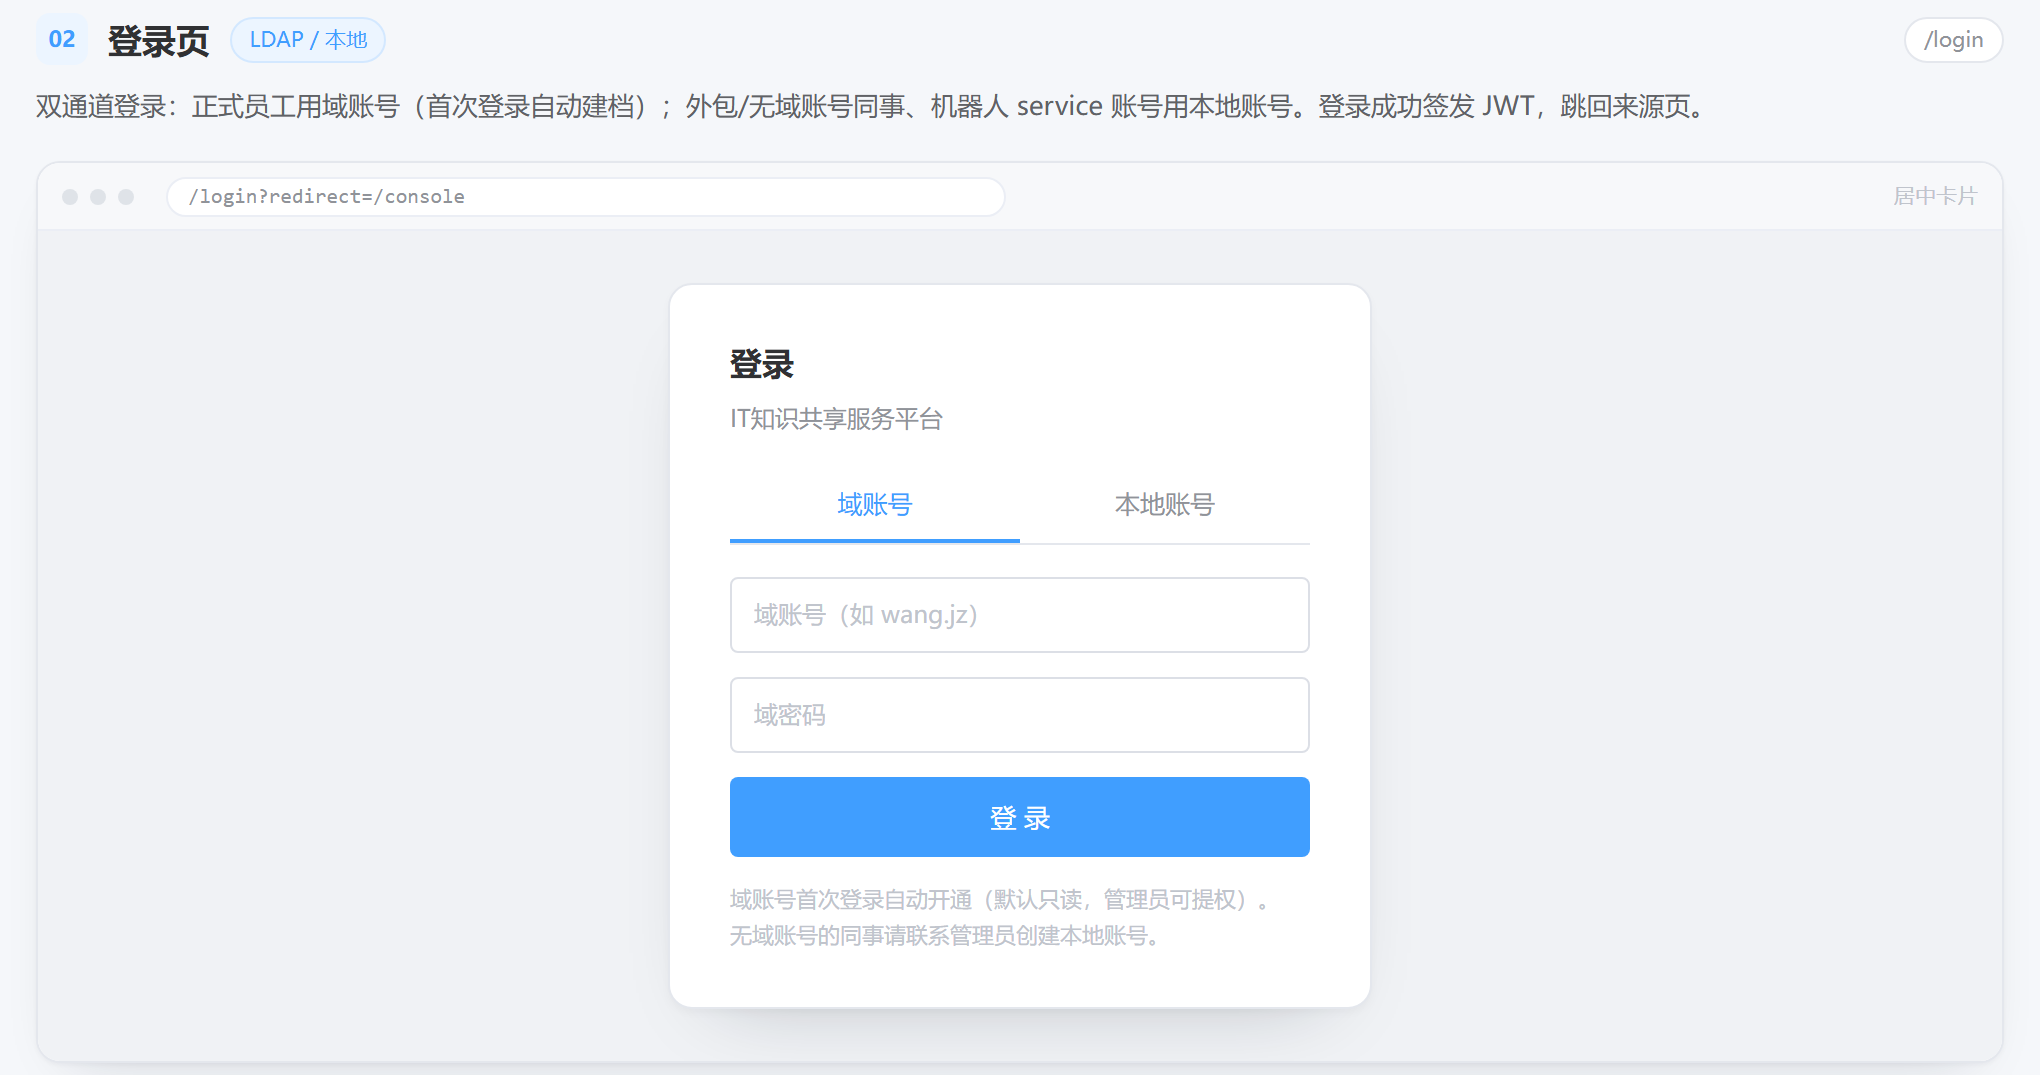 02 登录页 LDAP / 本地 /login
双通道登录：正式员工用域账号（首次登录自动建档）；外包/无域账号同事、机器人 service 账号用本地账号。登录成功签发 JWT，跳回来源页。
/login?redirect=/console 居中卡片
登录
IT知识共享服务平台
域账号 本地账号
域账号（如 wang.jz）
域密码
登 录
域账号首次登录自动开通（默认只读，管理员可提权）。
无域账号的同事请联系管理员创建本地账号。